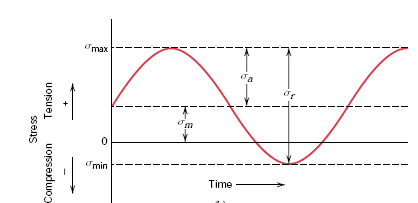 σmax
σa
σr
Tension
+
σm
Stress
0
Compression
−
σmin
Time